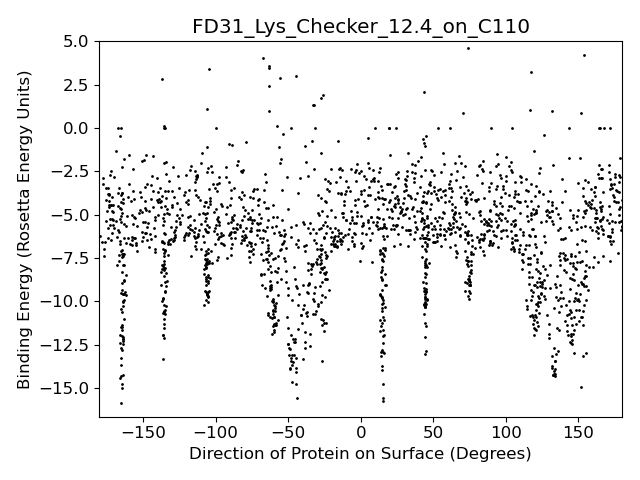 FD31_Lys_Checker_12.4_on_C110
5.0
2.5
0.0
−2.5
−5.0
−7.5
−10.0
−12.5
−15.0
Binding Energy (Rosetta Energy Units)
−150 −100 −50 0 50 100 150
Direction of Protein on Surface (Degrees)